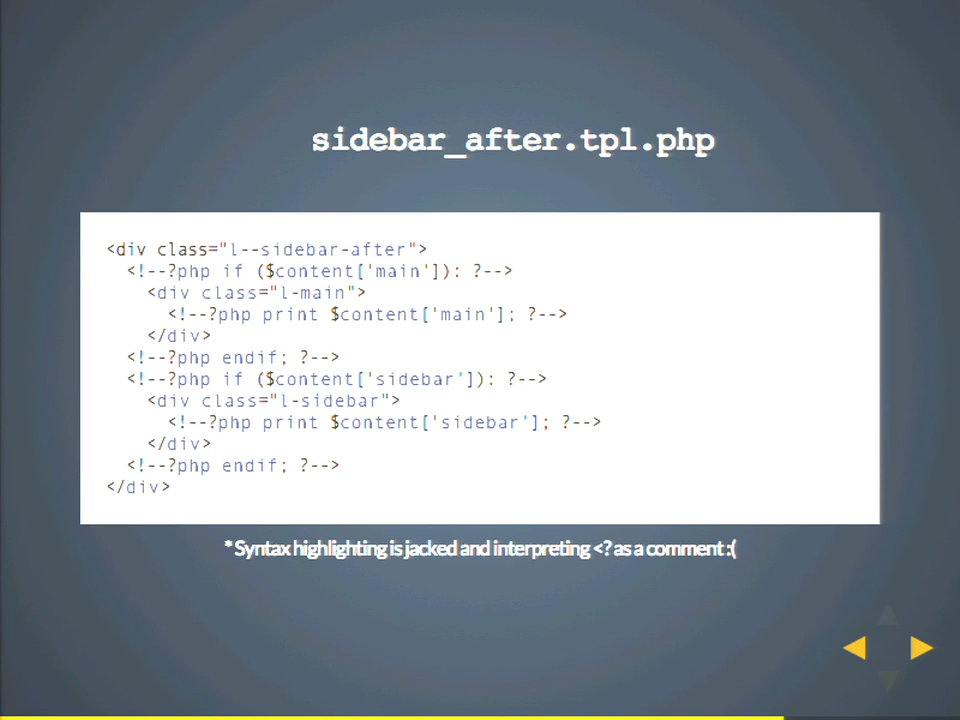 sidebar_after.tpl.php
<div class="l--sidebar-after">
  <!--?php if ($content['main']): ?-->
    <div class="l-main">
      <!--?php print $content['main']; ?-->
    </div>
  <!--?php endif; ?-->
  <!--?php if ($content['sidebar']): ?-->
    <div class="l-sidebar">
      <!--?php print $content['sidebar']; ?-->
    </div>
  <!--?php endif; ?-->
</div>
* Syntax highlighting is jacked and interpreting <? as a comment :(